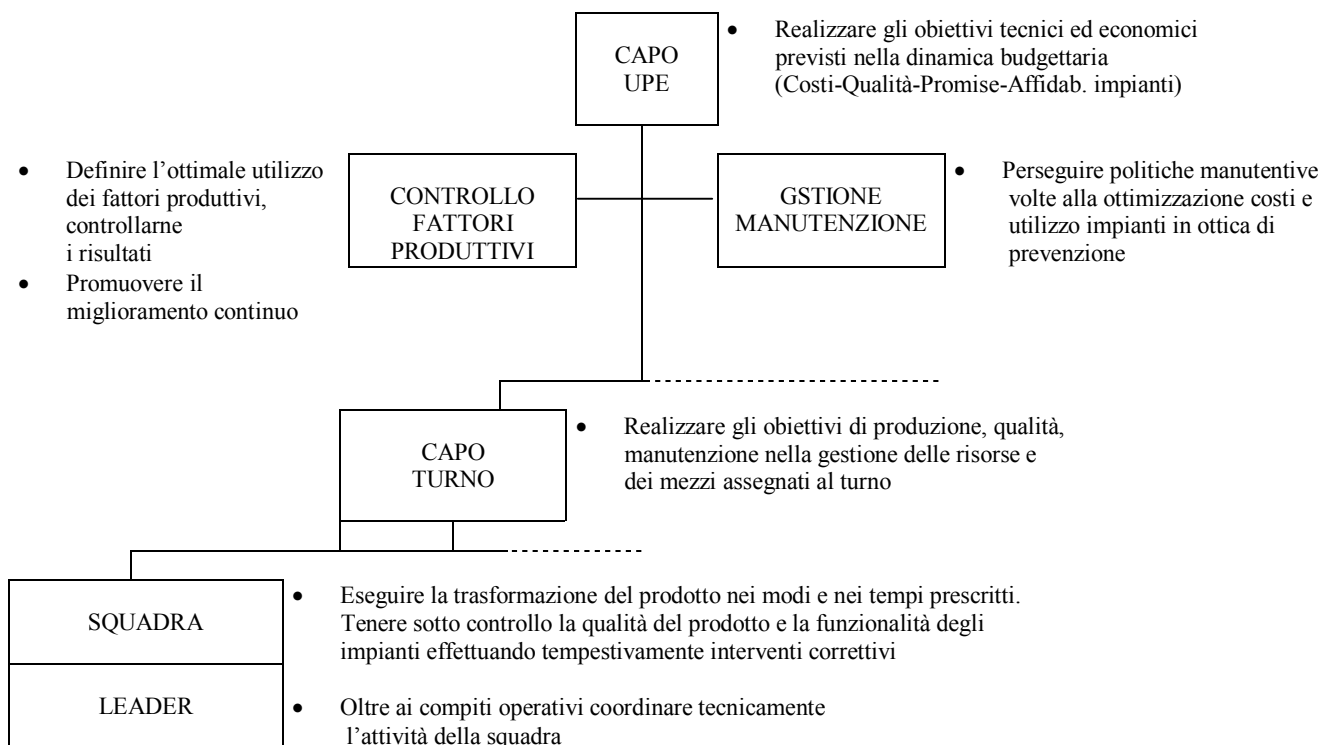 CAPO
UPE
• Realizzare gli obiettivi tecnici ed economici
previsti nella dinamica budgettaria
(Costi-Qualità-Promise-Affidab. impianti)
• Definire l’ottimale utilizzo
dei fattori produttivi,
controllarne
i risultati
• Promuovere il
miglioramento continuo
CONTROLLO
FATTORI
PRODUTTIVI
GSTIONE
MANUTENZIONE
• Perseguire politiche manutentive
volte alla ottimizzazione costi e
utilizzo impianti in ottica di
prevenzione
CAPO
TURNO
• Realizzare gli obiettivi di produzione, qualità,
manutenzione nella gestione delle risorse e
dei mezzi assegnati al turno
SQUADRA
• Eseguire la trasformazione del prodotto nei modi e nei tempi prescritti.
Tenere sotto controllo la qualità del prodotto e la funzionalità degli
impianti effettuando tempestivamente interventi correttivi
LEADER
• Oltre ai compiti operativi coordinare tecnicamente
l’attività della squadra